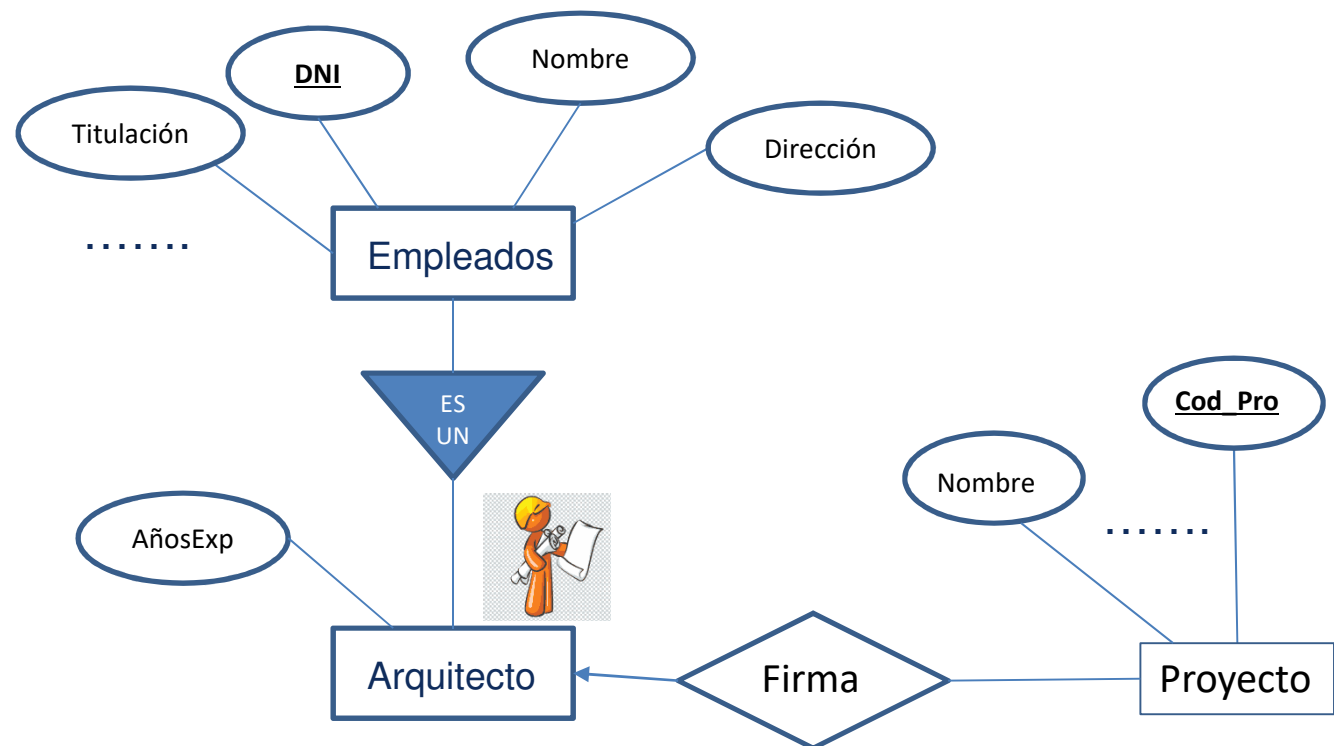 DNI
Nombre
Titulación
Dirección
.......
Empleados
ES
UN
Cod_Pro
Nombre
.......
AñosExp
Arquitecto
Firma
Proyecto